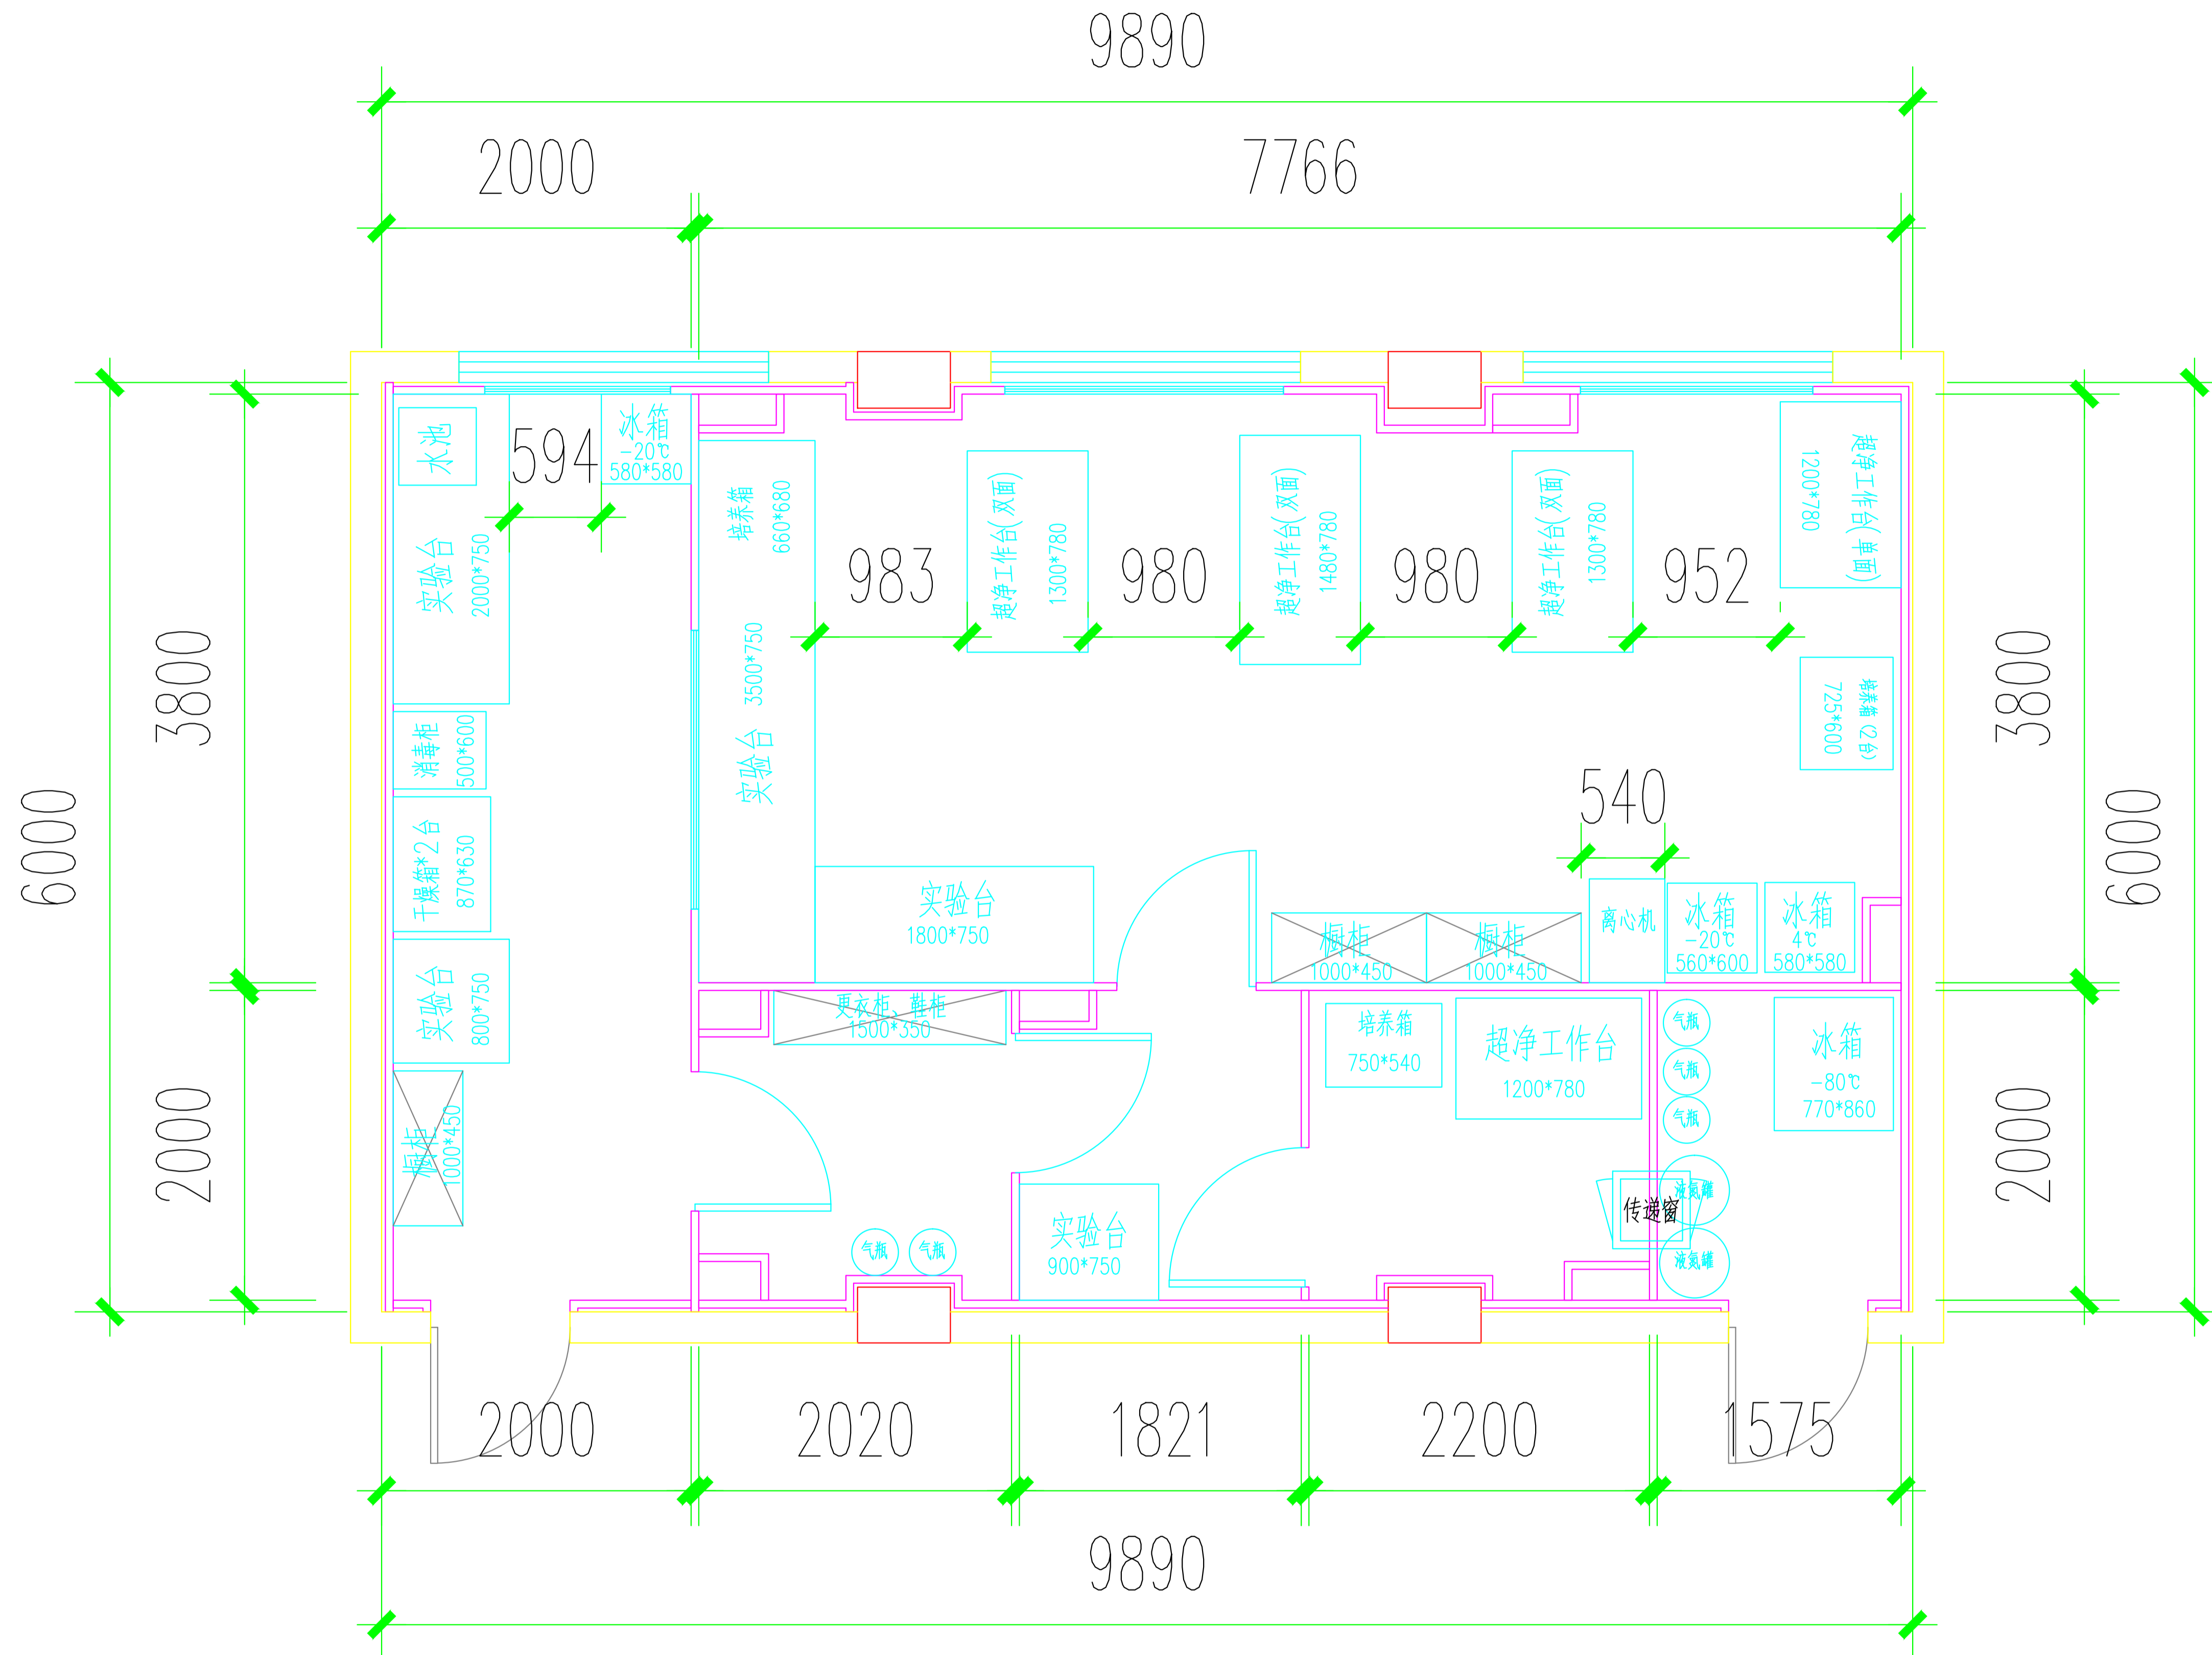 9890
2000
7766
水池
594
冰箱
-20℃
580*580
实验台
2000*750
培养箱
660*680
983
超净工作台(双面)
1300*780
980
超净工作台(双面)
1480*780
980
超净工作台(双面)
1300*780
952
超净工作台(单面)
1200*780
3800
6000
消毒柜
500*600
干燥箱*2台
870*630
实验台
800*750
橱柜
1000*450
实验台
3500*750
实验台
1800*750
培养箱(2台)
725*600
540
橱柜
1000*450
橱柜
1000*450
离心机
冰箱
-20℃
560*600
冰箱
4℃
580*580
3800
6000
2000
更衣柜、鞋柜
1500*350
气瓶
气瓶
实验台
900*750
培养箱
750*540
超净工作台
1200*780
气瓶
气瓶
气瓶
液氮罐
液氮罐
传递窗
冰箱
-80℃
770*860
2000
2000
2020
1821
2200
1575
9890